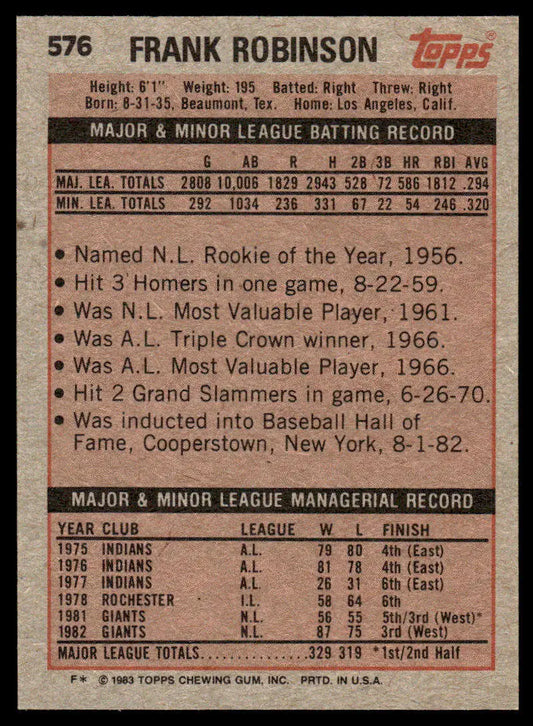 576 FRANK ROBINSON Topps®
Height: 6'1" Weight: 195 Batted: Right Threw: Right
Born: 8-31-35, Beaumont, Tex. Home: Los Angeles, Calif.
MAJOR & MINOR LEAGUE BATTING RECORD
G AB R H 2B 3B HR RBI AVG
MAJ. LEA. TOTALS 2808 10,006 1829 2943 528 72 586 1812 .294
MIN. LEA. TOTALS 292 1034 236 331 67 22 54 246 .320
• Named N.L. Rookie of the Year, 1956.
• Hit 3 Homers in one game, 8-22-59.
• Was N.L. Most Valuable Player, 1961.
• Was A.L. Triple Crown winner, 1966.
• Was A.L. Most Valuable Player, 1966.
• Hit 2 Grand Slammers in game, 6-26-70.
• Was inducted into Baseball Hall of
Fame, Cooperstown, New York, 8-1-82.
MAJOR & MINOR LEAGUE MANAGERIAL RECORD
YEAR CLUB LEAGUE W L FINISH
1975 INDIANS A.L. 79 80 4th (East)
1976 INDIANS A.L. 81 78 4th (East)
1977 INDIANS A.L. 26 31 6th (East)
1978 ROCHESTER I.L. 58 64 6th
1981 GIANTS N.L. 56 55 5th/3rd (West)*
1982 GIANTS N.L. 87 75 3rd (West)
MAJOR LEAGUE TOTALS...............329 319 *1st/2nd Half
F* © 1983 TOPPS CHEWING GUM, INC. PRTD. IN U.S.A.